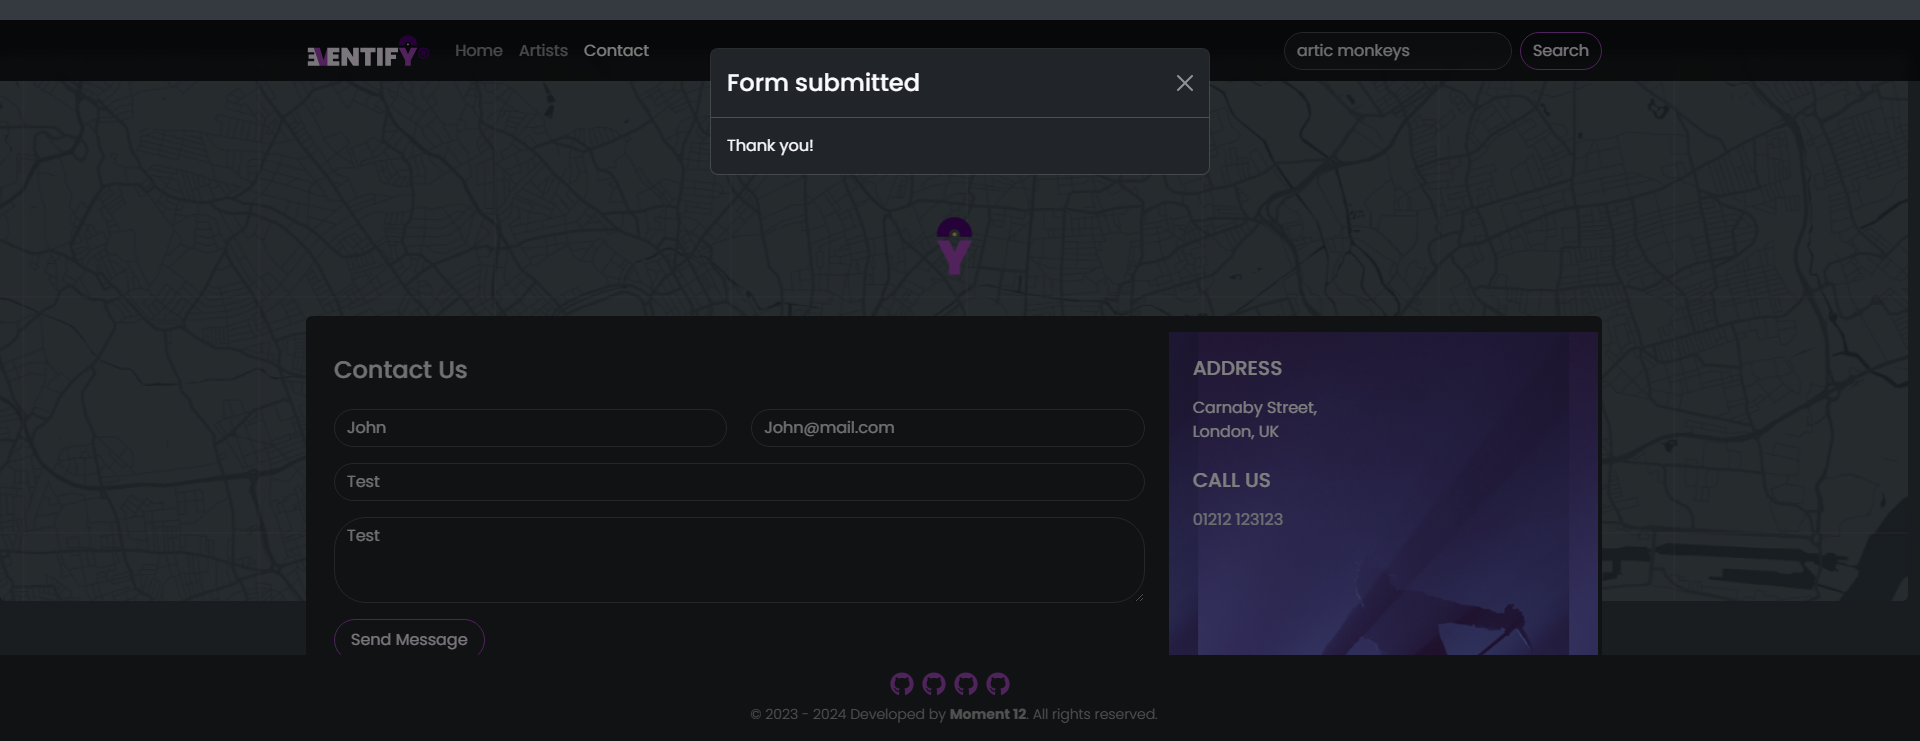 EVENTIFY
Home Artists Contact
artic monkeys Search
Form submitted
Thank you!
Y
Contact Us
John John@mail.com
Test
Test
Send Message
ADDRESS
Carnaby Street,
London, UK
CALL US
01212 123123
© 2023 - 2024 Developed by Moment 12. All rights reserved.